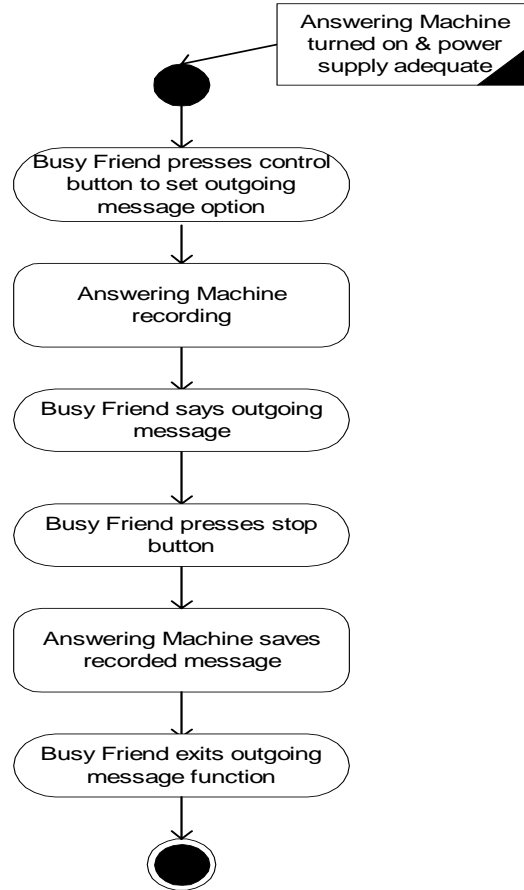 Answering Machine
turned on & power
supply adequate
Busy Friend presses control
button to set outgoing
message option
Answering Machine
recording
Busy Friend says outgoing
message
Busy Friend presses stop
button
Answering Machine saves
recorded message
Busy Friend exits outgoing
message function